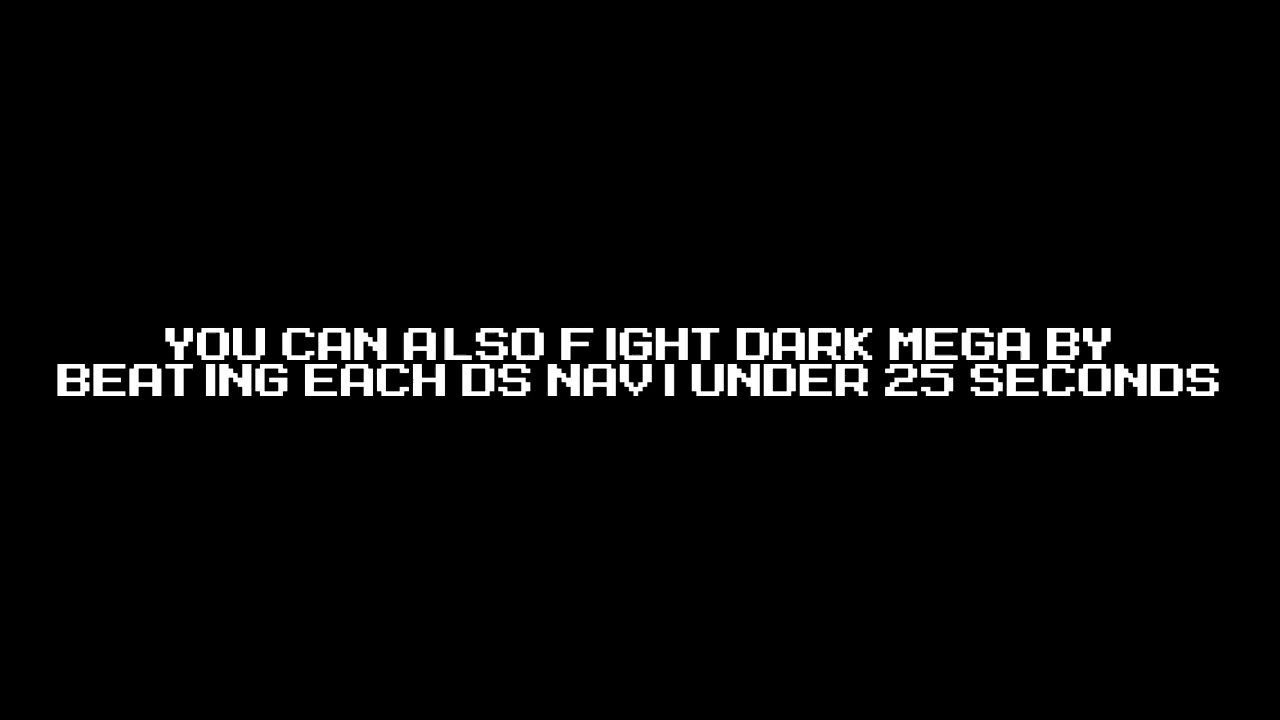 YOU CAN ALSO FIGHT DARK MEGA BY
BEATING EACH DS NAVI UNDER 25 SECONDS